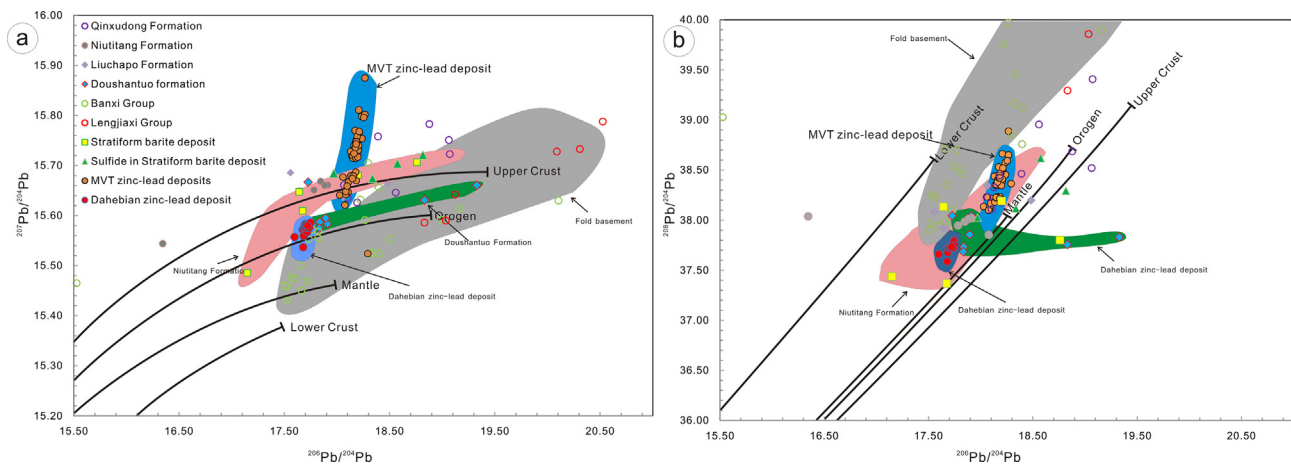 a
16.00
15.90
15.80
15.70
15.60
15.50
15.40
15.30
15.20
²⁰⁷Pb/²⁰⁴Pb
15.50
16.50
17.50
18.50
19.50
20.50
²⁰⁶Pb/²⁰⁴Pb
Qinxudong Formation
Niutitang Formation
Liuchapo Formation
Doushantuo formation
Banxi Group
Lengjiaxi Group
Stratiform barite deposit
Sulfide in Stratiform barite deposit
MVT zinc-lead deposits
Dahebian zinc-lead deposit
MVT zinc-lead deposit
Upper Crust
Fold basement
Orogen
Doushantuo Formation
Niutitang Formatio
Dahebian zinc-lead deposit
Mantle
Lower Crust
b
40.00
39.50
39.00
38.50
38.00
37.50
37.00
36.50
36.00
²⁰⁸Pb/²⁰⁴Pb
15.50
16.50
17.50
18.50
19.50
20.50
²⁰⁶Pb/²⁰⁴Pb
Fold basement
Upper Crust
Lower Crust
MVT zinc-lead deposit
Orogen
Mantle
Dahebian zinc-lead deposit
Niutitang Formation
Dahebian zinc-lead deposit